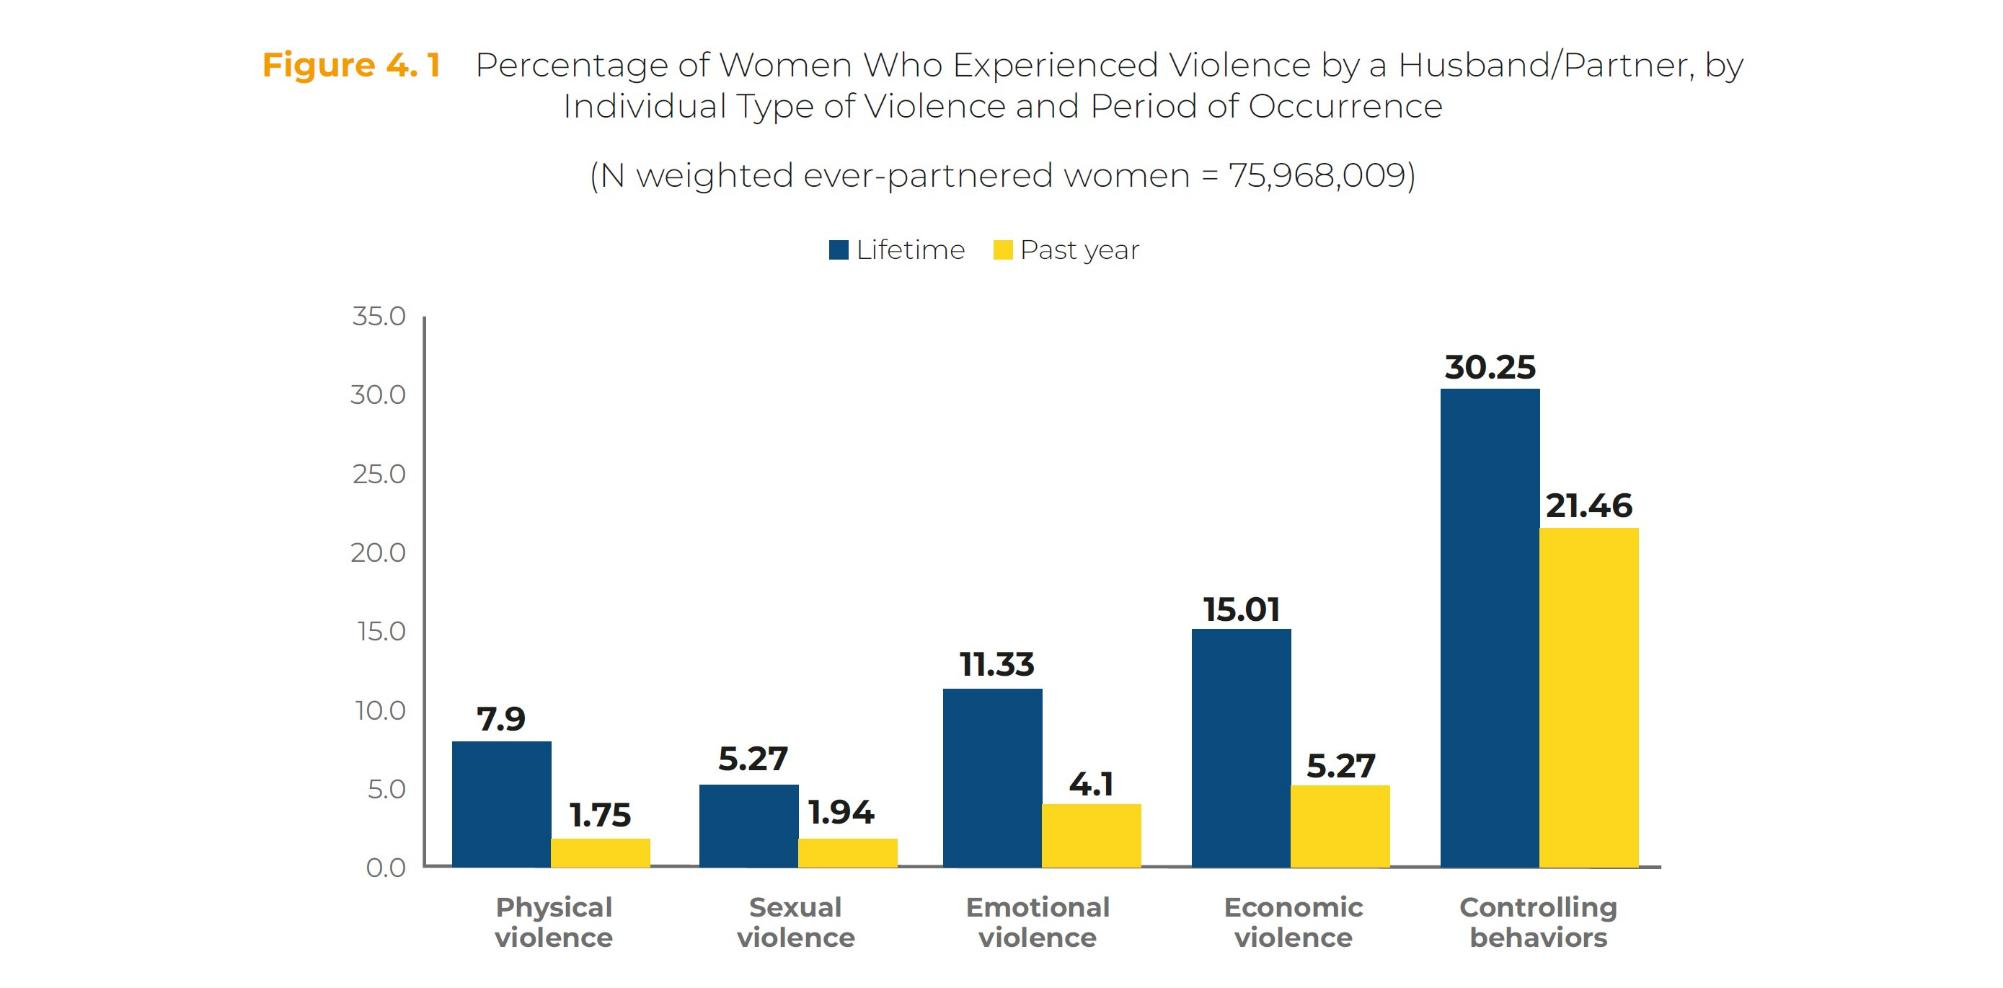 Figure 4. 1 Percentage of Women Who Experienced Violence by a Husband/Partner, by
Individual Type of Violence and Period of Occurrence
(N weighted ever-partnered women = 75,968,009)
Lifetime Past year
35.0
30.0
25.0
20.0
15.0
10.0
5.0
0.0
7.9
1.75
5.27
1.94
11.33
4.1
15.01
5.27
30.25
21.46
Physical
violence
Sexual
violence
Emotional
violence
Economic
violence
Controlling
behaviors